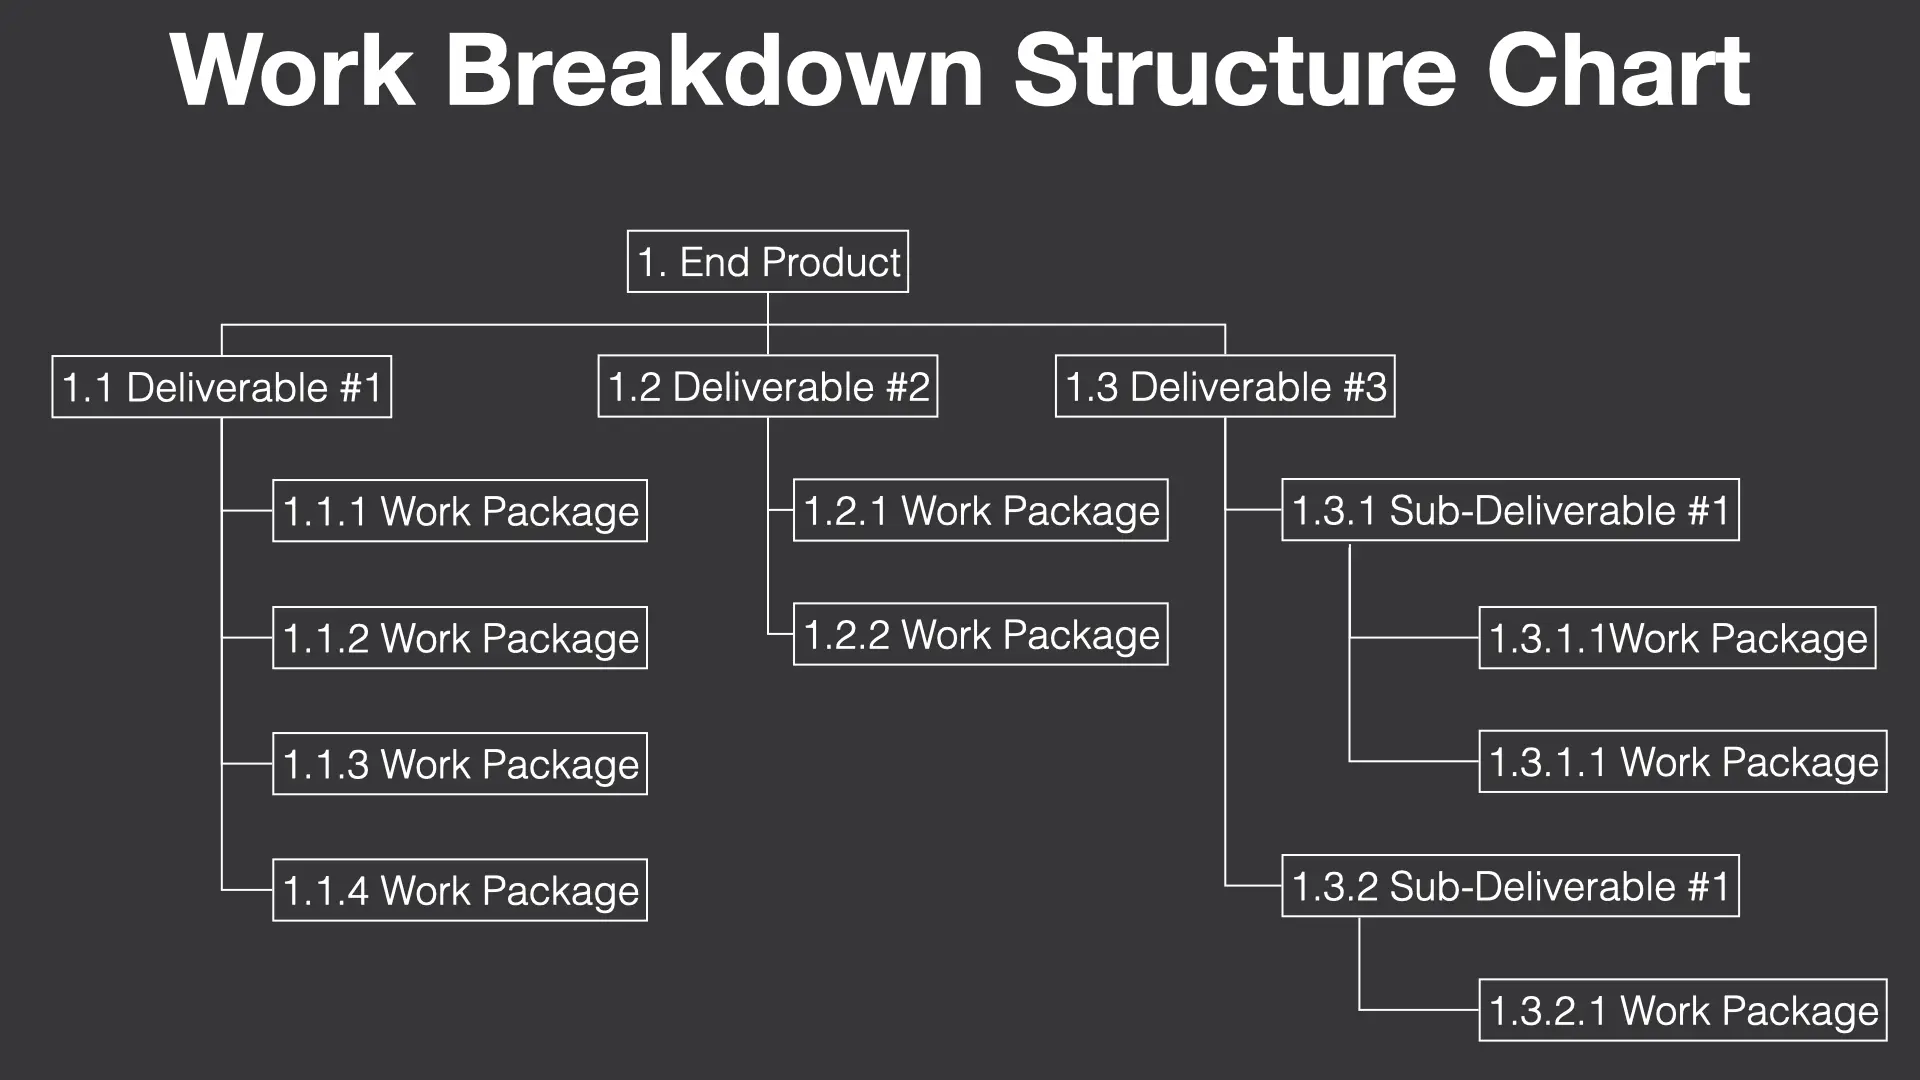 Work Breakdown Structure Chart
1. End Product
1.1 Deliverable #1
1.2 Deliverable #2
1.3 Deliverable #3
1.1.1 Work Package
1.2.1 Work Package
1.3.1 Sub-Deliverable #1
1.1.2 Work Package
1.2.2 Work Package
1.3.1.1Work Package
1.1.3 Work Package
1.3.1.1 Work Package
1.1.4 Work Package
1.3.2 Sub-Deliverable #1
1.3.2.1 Work Package